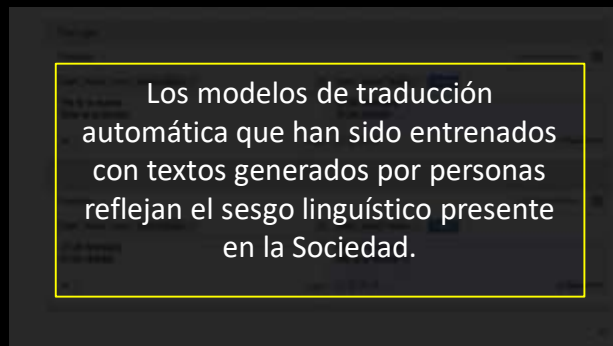 Los modelos de traducción
automática que han sido entrenados
con textos generados por personas
reflejan el sesgo linguístico presente
en la Sociedad.